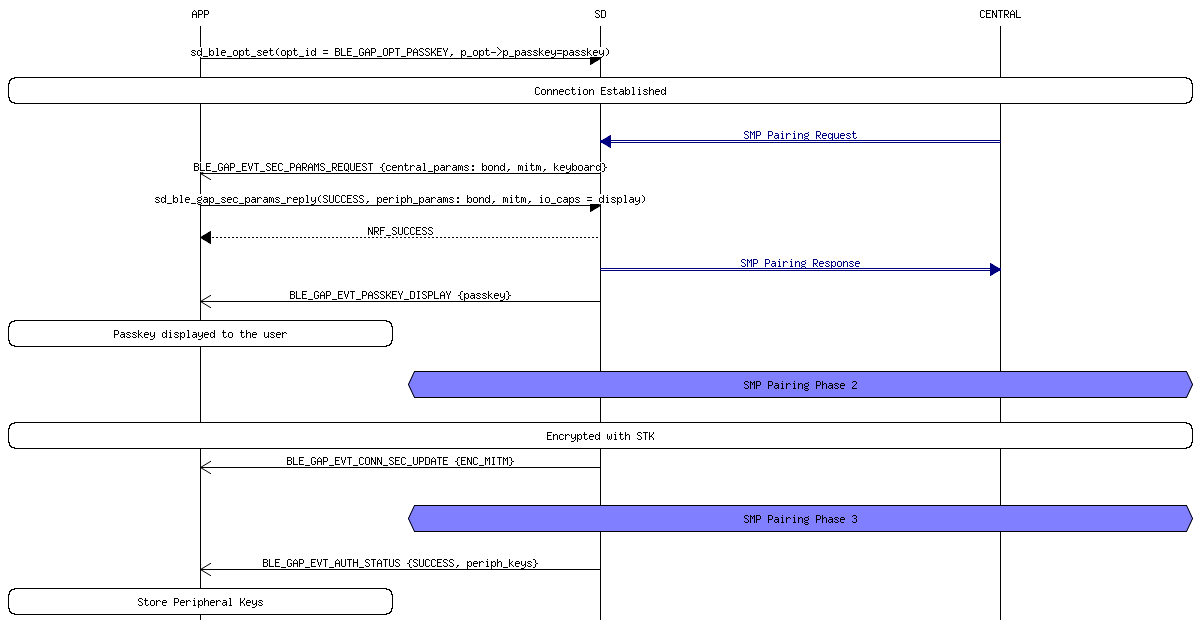 APP SD CENTRAL
sd_ble_opt_set(opt_id = BLE_GAP_OPT_PASSKEY, p_opt->p_passkey=passkey)
Connection Established
SMP Pairing Request
BLE_GAP_EVT_SEC_PARAMS_REQUEST {central_params: bond, mitm, keyboard}
sd_ble_gap_sec_params_reply(SUCCESS, periph_params: bond, mitm, io_caps = display)
NRF_SUCCESS
SMP Pairing Response
BLE_GAP_EVT_PASSKEY_DISPLAY {passkey}
Passkey displayed to the user
SMP Pairing Phase 2
Encrypted with STK
BLE_GAP_EVT_CONN_SEC_UPDATE {ENC_MITM}
SMP Pairing Phase 3
BLE_GAP_EVT_AUTH_STATUS {SUCCESS, periph_keys}
Store Peripheral Keys